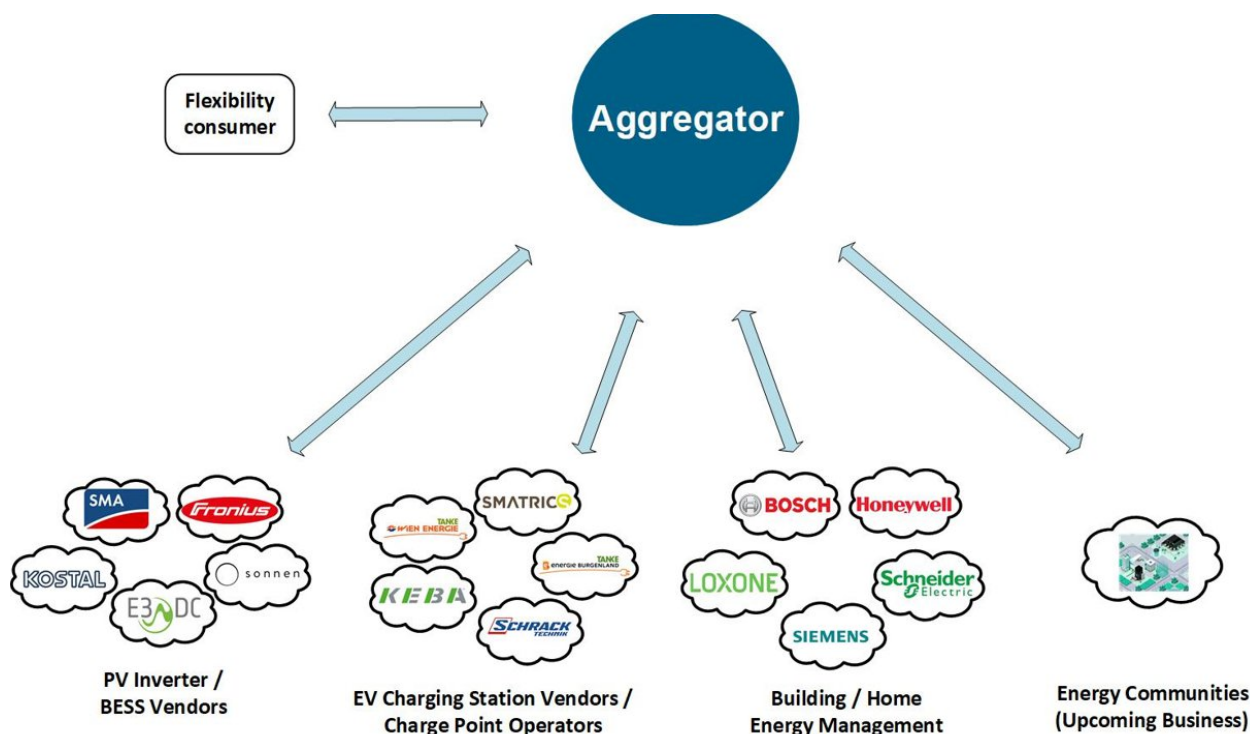 Flexibility
consumer
Aggregator
SMA
Fronius
KOSTAL
sonnen
E3 DC
PV Inverter /
BESS Vendors
SMATRICS
TANKE
WIEN ENERGIE
TANKE
ENERGIE BURGENLAND
KEBA
SCHRACK
TECHNIK
EV Charging Station Vendors /
Charge Point Operators
BOSCH
Honeywell
LOXONE
Schneider
Electric
SIEMENS
Building / Home
Energy Management
Energy Communities
(Upcoming Business)